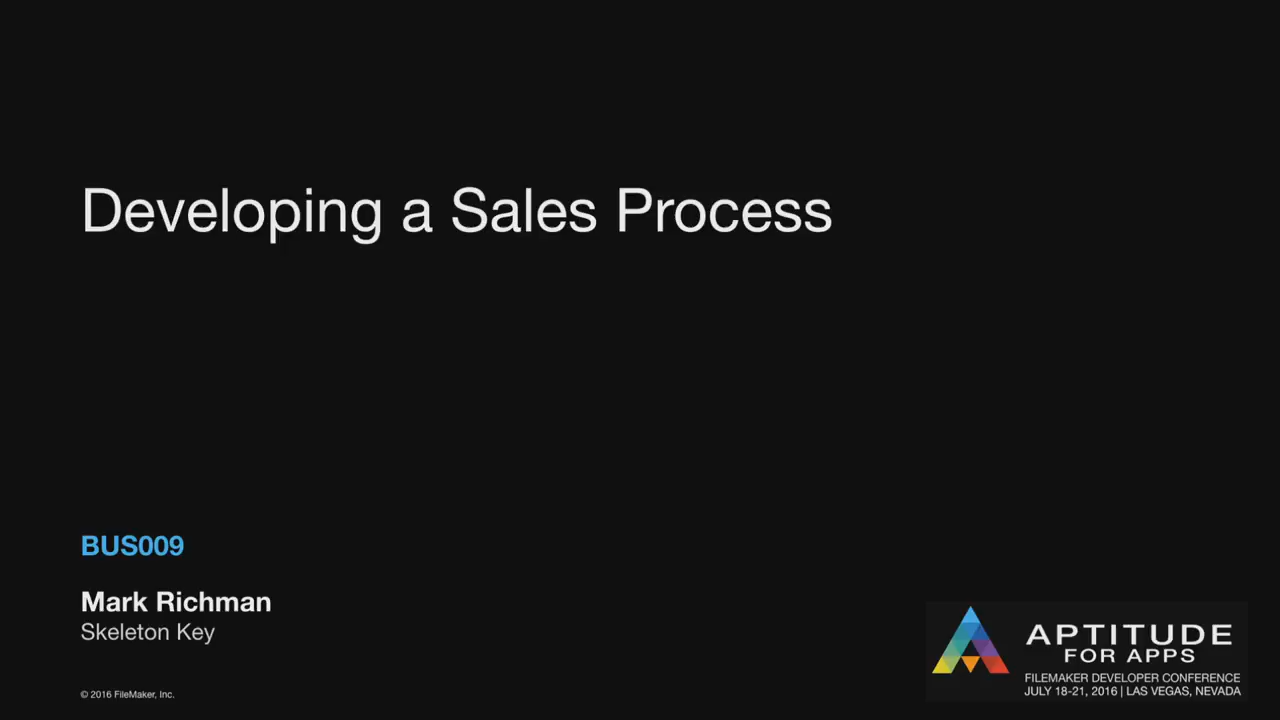 Developing a Sales Process
BUS009
Mark Richman
Skeleton Key
© 2016 FileMaker, Inc.
APTITUDE
FOR APPS
FILEMAKER DEVELOPER CONFERENCE
JULY 18-21, 2016 | LAS VEGAS, NEVADA